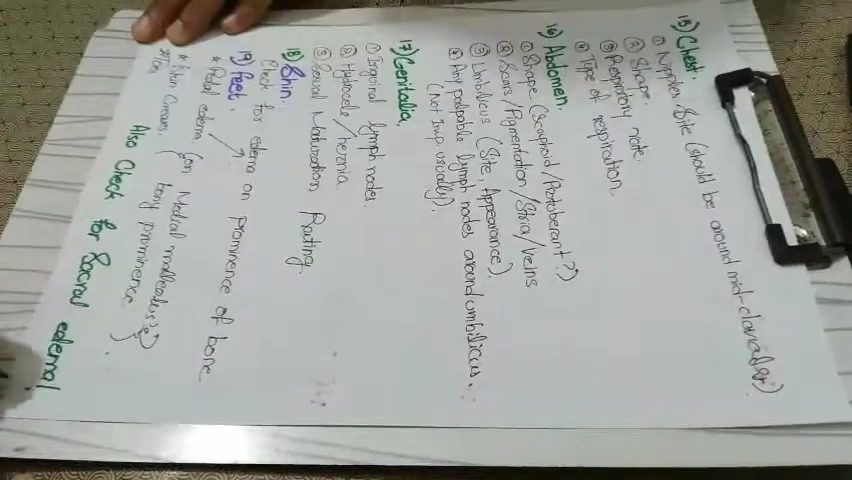 15) Chest.
① Nipples, Site (should be around mid-clavicular)
② Shape.
③ Respiratory rate.
④ Type of respiration.
16) Abdomen.
① Shape (Scaphoid/Protuberant?)
② Scars/Pigmentation/Stria/Veins
③ Umbilicus (Site, Appearance).
④ Any palpable lymph nodes around umbilicus.
(Not Imp usually).
17) Genitalia.
① Inguinal lymph nodes.
② Hydrocele/hernia
③ Sexual Maturation Rating.
18) Shin.
Check for edema on prominence of bone
19) Feet.
* Pedal edema. (on Medial malleolus
bony prominence)
Also Check for Sacral edema!